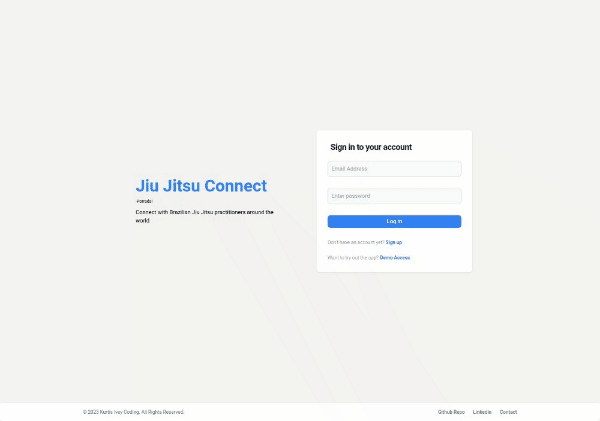 Jiu Jitsu Connect
Connect with Brazilian Jiu Jitsu practitioners around the
world
Sign in to your account
Email Address
Enter password
Log in
Don't have an account yet? Sign up
Want to try out the app? Demo Access
© 2023 Kurtis Ivey Coding. All Rights Reserved.
Github Repo LinkedIn Contact